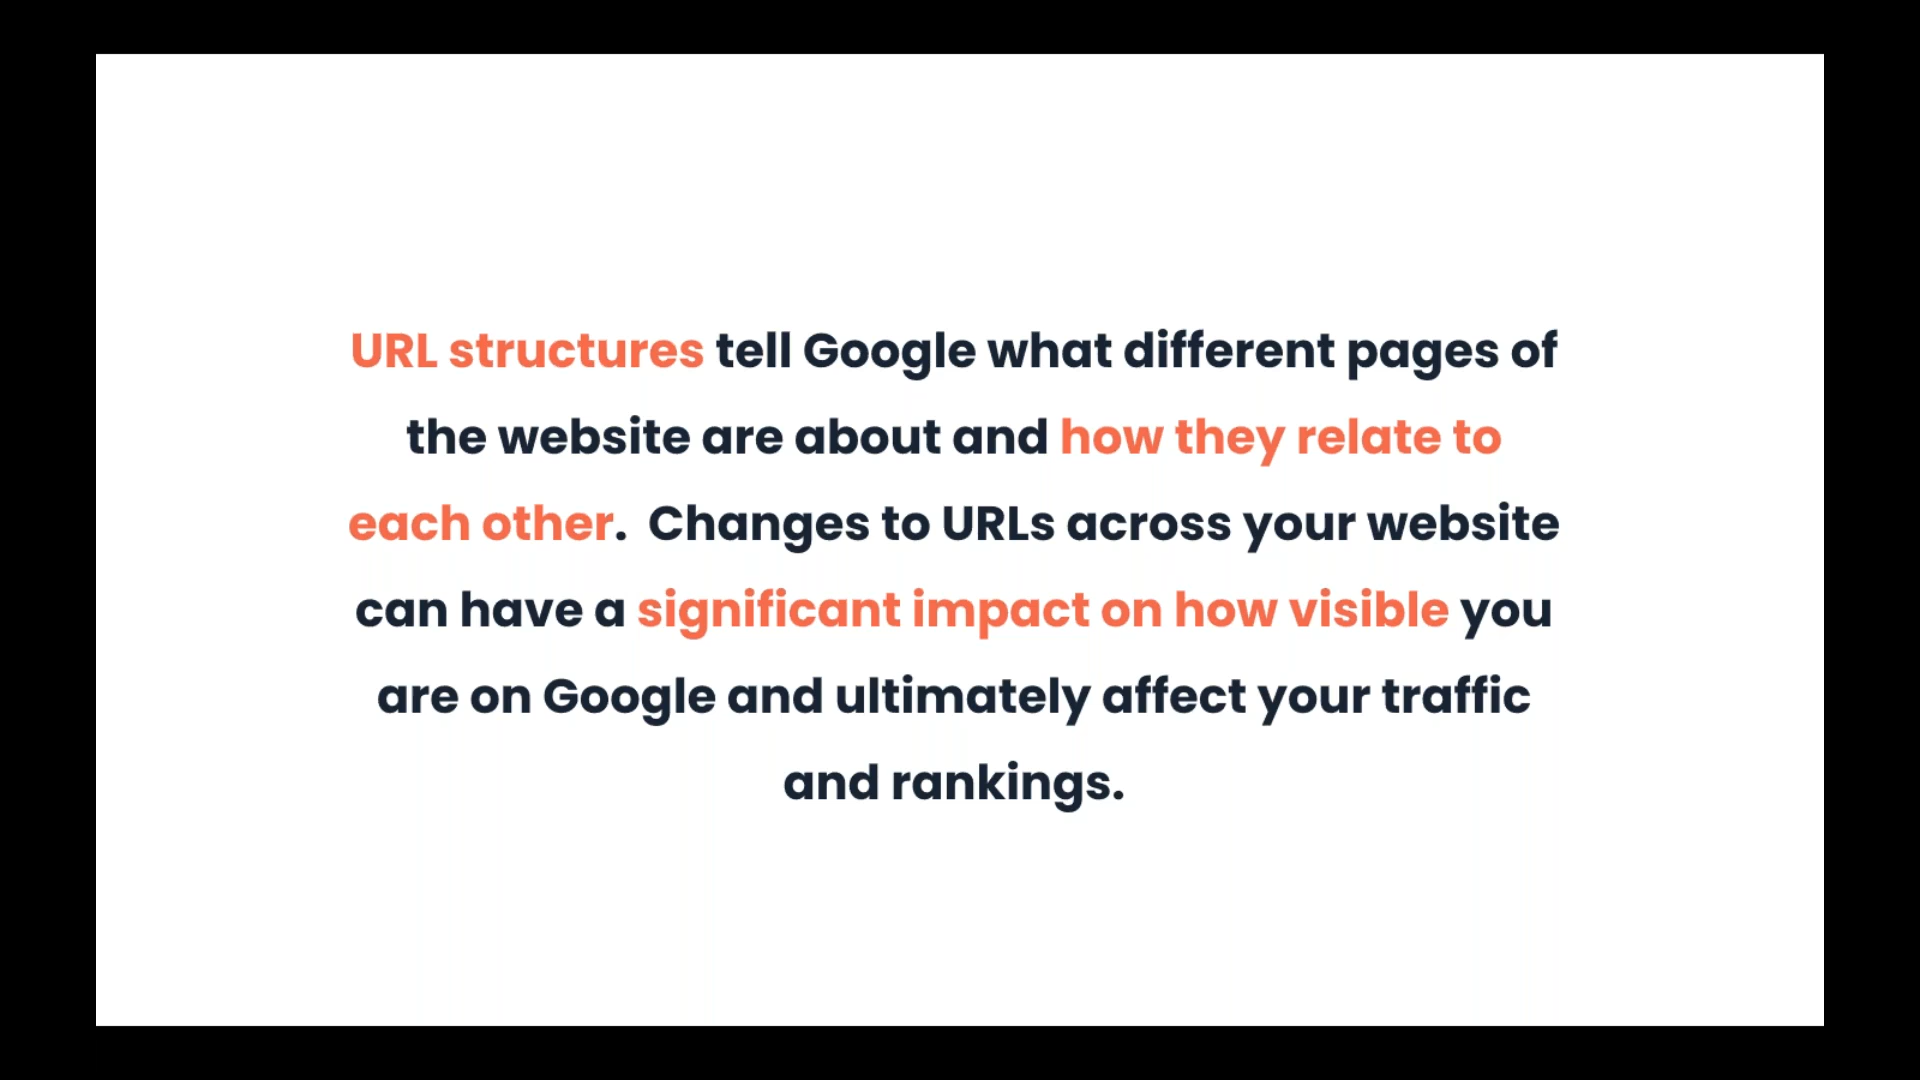 URL structures tell Google what different pages of
the website are about and how they relate to
each other.  Changes to URLs across your website
can have a significant impact on how visible you
are on Google and ultimately affect your traffic
and rankings.